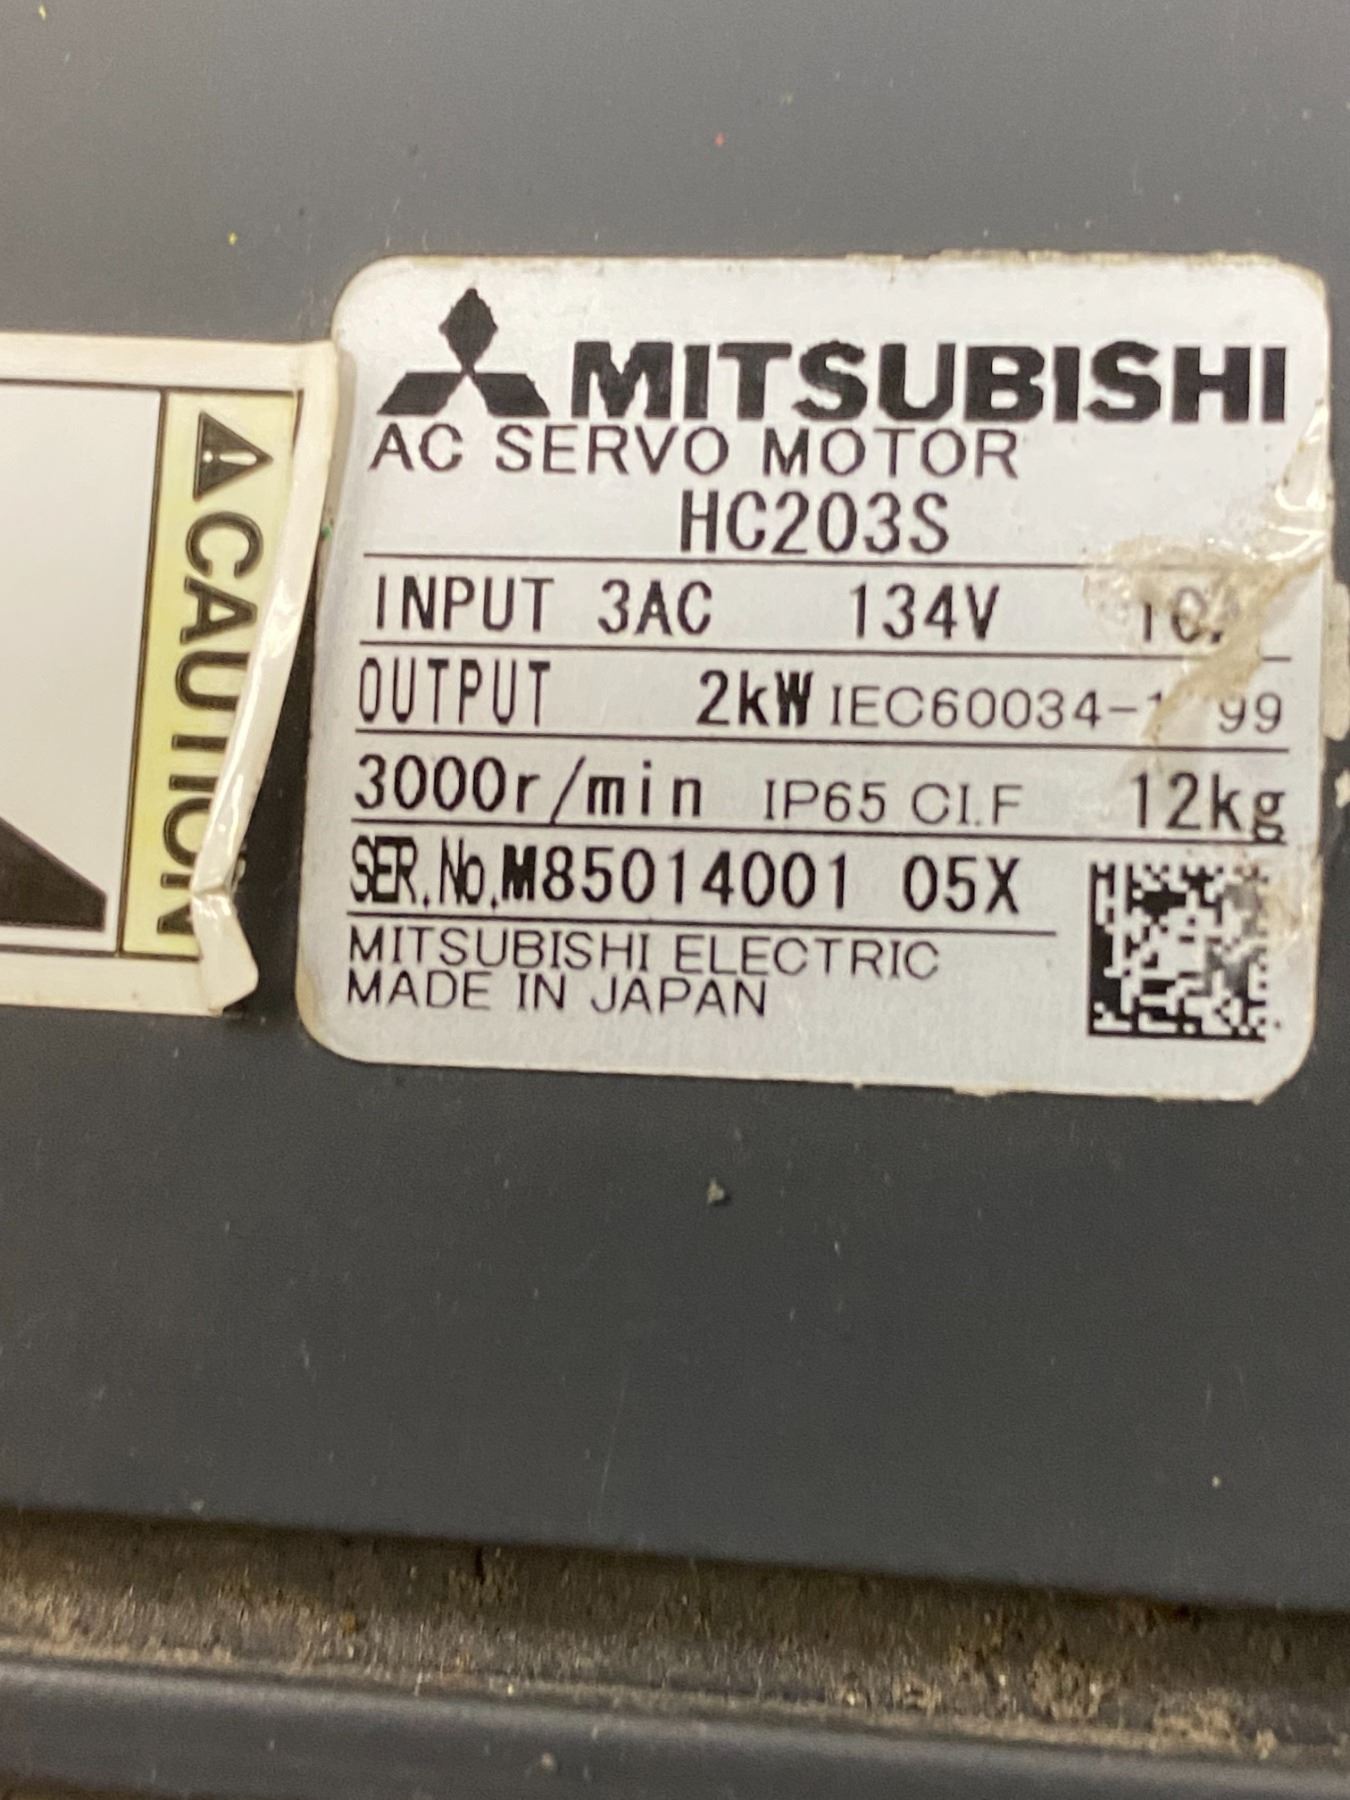 MITSUBISHI
AC SERVO MOTOR
HC203S
INPUT 3AC 134V
OUTPUT 2kW
3000r/min IP65 CI.F 12kg
SER.No.M85014001 05X
MITSUBISHI ELECTRIC
MADE IN JAPAN
CAUTION